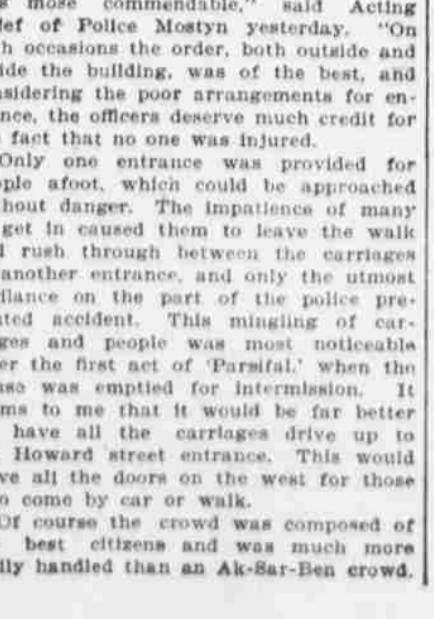 s most commendable," said Acting
ief of Police Mostyn yesterday. "On
h occasions the order, both outside and
ide the building, was of the best, and
nsidering the poor arrangements for en-
nce, the officers deserve much credit for
fact that no one was injured.
Only one entrance was provided for
ople afoot, which could be approached
hout danger. The impatience of many
get in caused them to leave the walk
d rush through between the carriages
another entrance, and only the utmost
ilance on the part of the police pre-
nted accident. This mingling of car-
ges and people was most noticeable
er the first act of 'Parsifal,' when the
use was emptied for intermission. It
ms to me that it would be far better
have all the carriages drive up to
Howard street entrance. This would
ve all the doors on the west for those
o come by car or walk.
Of course the crowd was composed of
best citizens and was much more
ily handled than an Ak-Sar-Ben crowd.